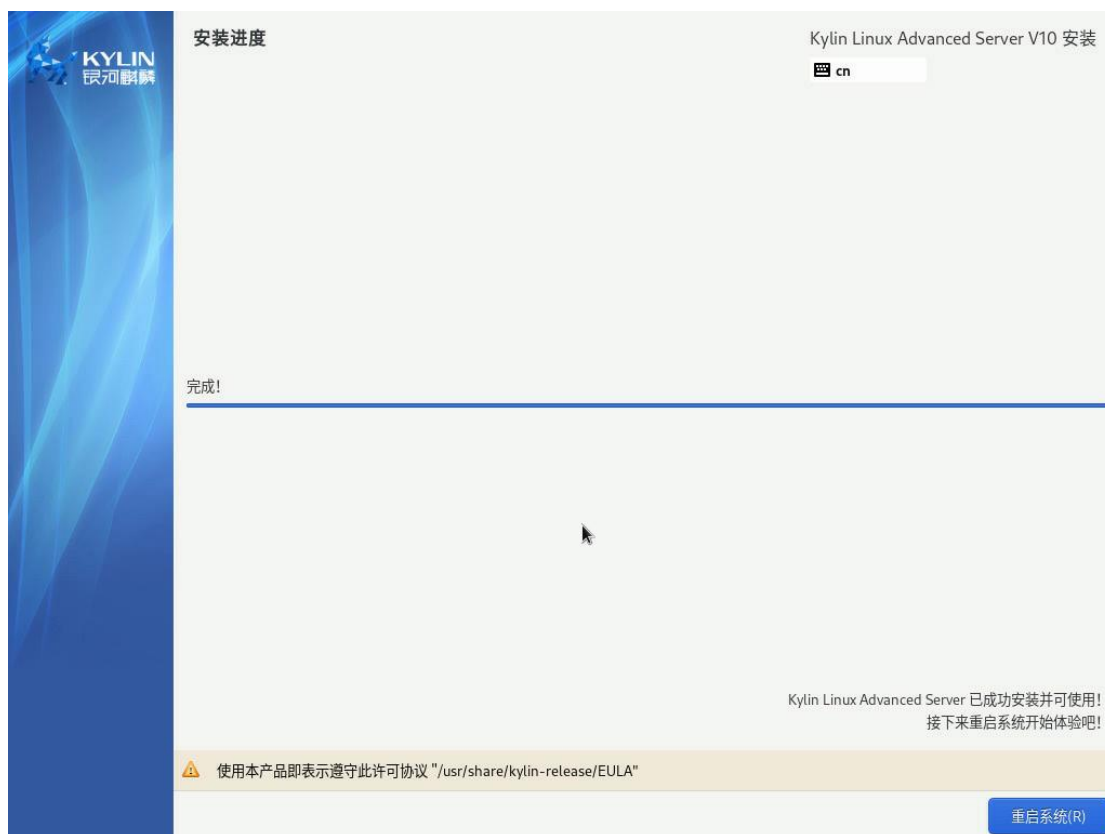 KYLIN
银河麒麟
安装进度
Kylin Linux Advanced Server V10 安装
cn
完成!
Kylin Linux Advanced Server 已成功安装并可使用!
接下来重启系统开始体验吧!
使用本产品即表示遵守此许可协议 "/usr/share/kylin-release/EULA"
重启系统(R)